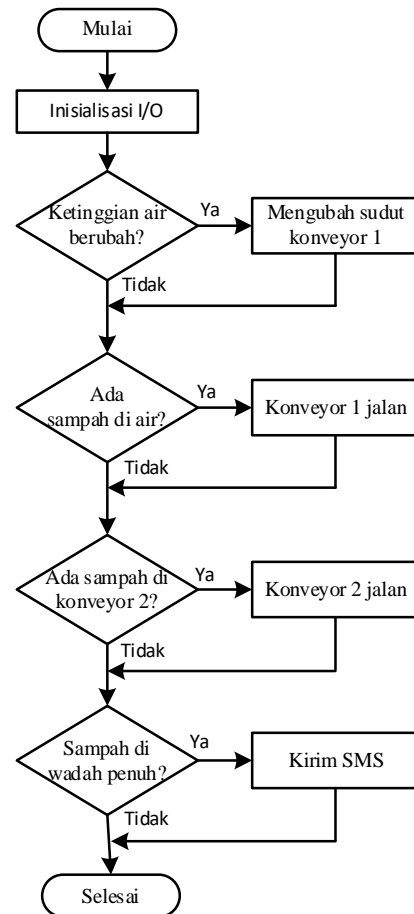 Mulai
Inisialisasi I/O
Ketinggian air
berubah?
Ya
Mengubah sudut
konveyor 1
Tidak
Ada
sampah di air?
Ya
Konveyor 1 jalan
Tidak
Ada sampah di
konveyor 2?
Ya
Konveyor 2 jalan
Tidak
Sampah di
wadah penuh?
Ya
Kirim SMS
Tidak
Selesai